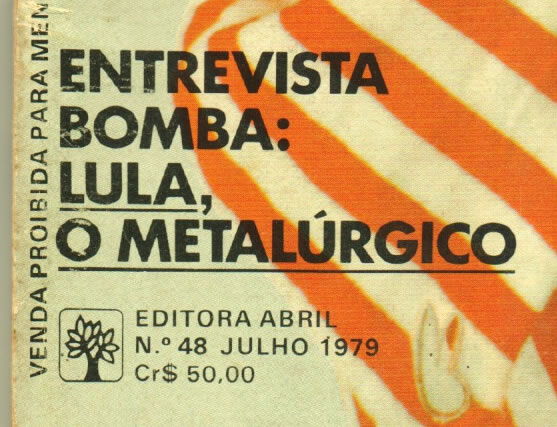 VENDA PROIBIDA PARA MEN
ENTREVISTA
BOMBA:
LULA,
O METALÚRGICO
EDITORA ABRIL
N.º 48 JULHO 1979
Cr$ 50,00